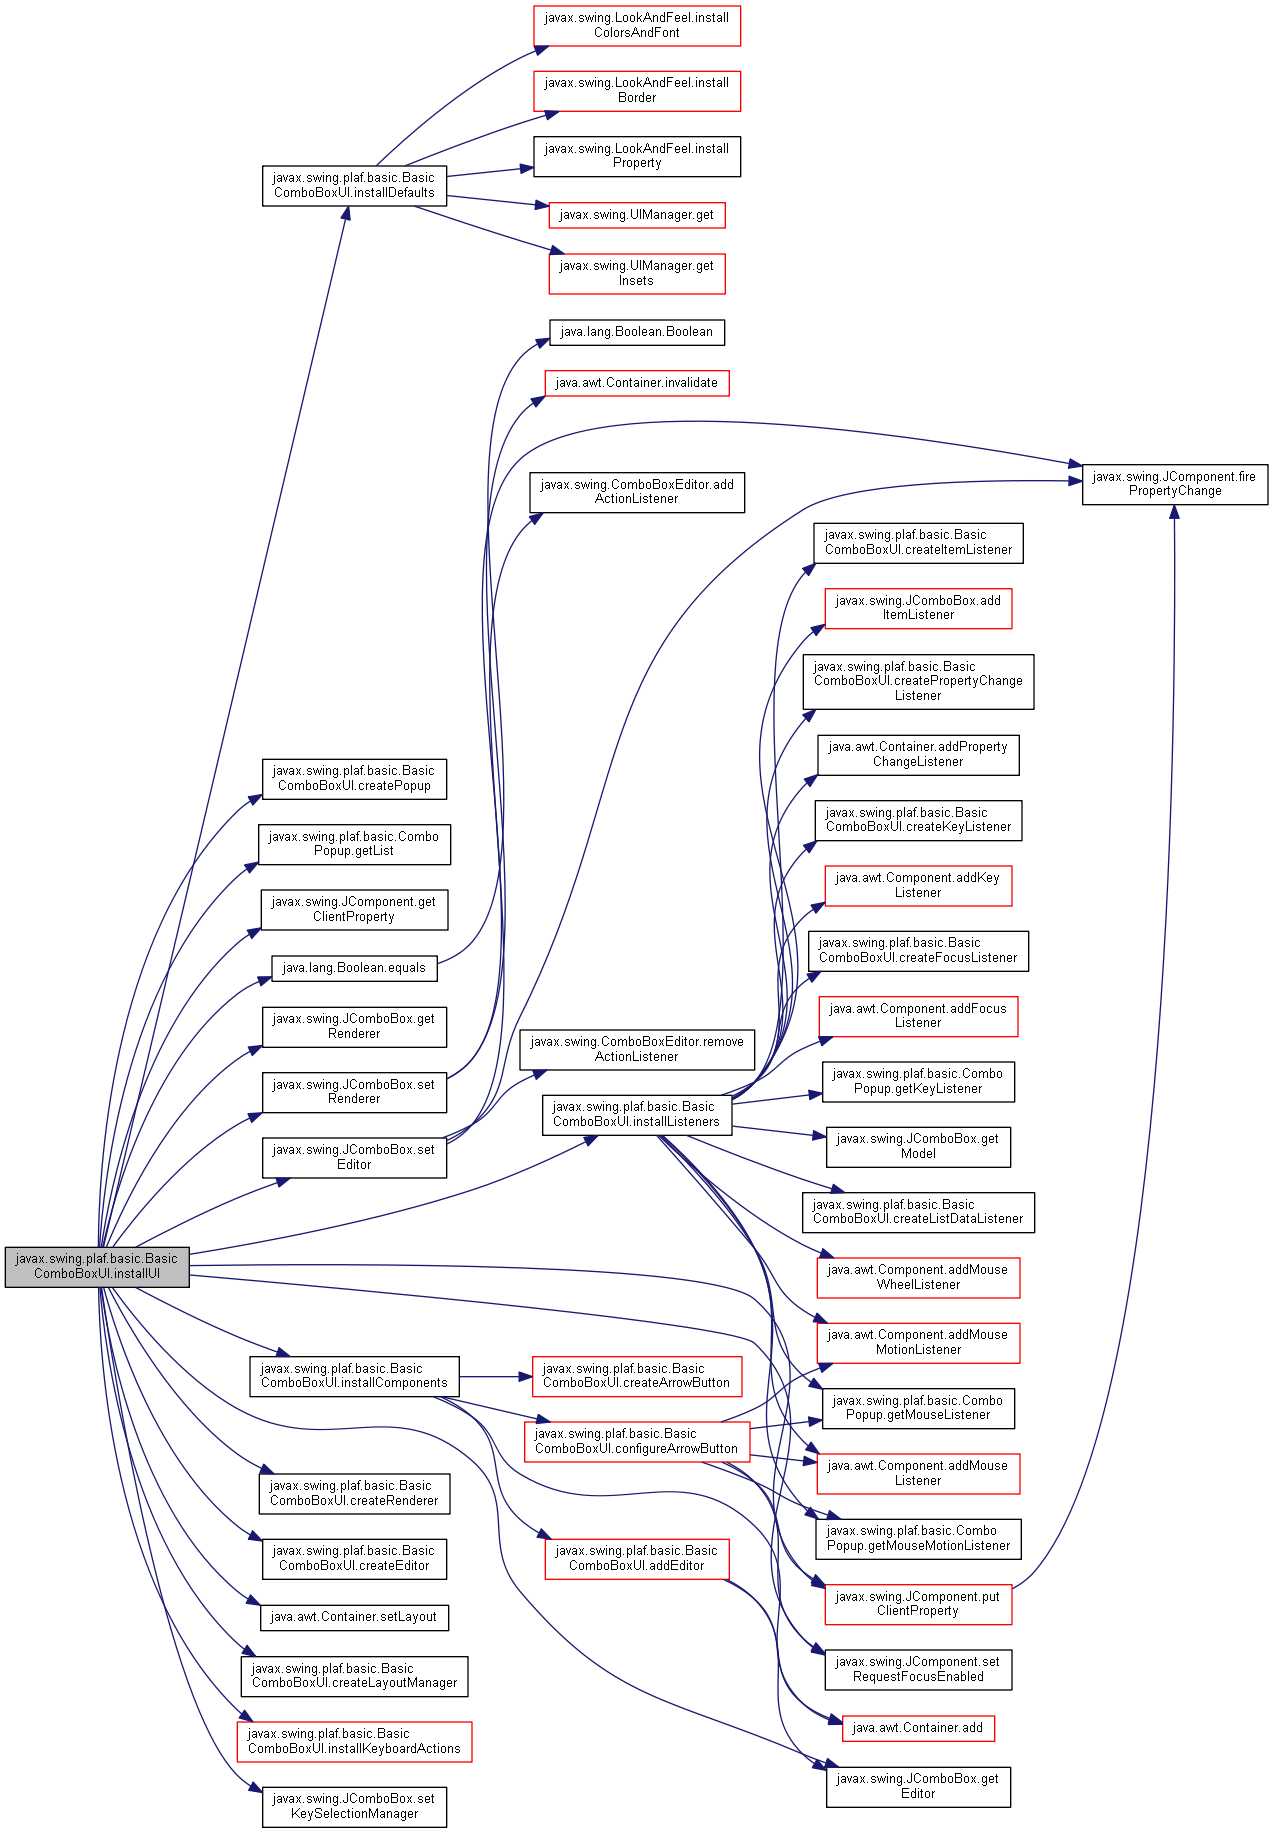 javax.swing.LookAndFeel.install
ColorsAndFont
javax.swing.LookAndFeel.install
Border
javax.swing.LookAndFeel.install
Property
javax.swing.plaf.basic.Basic
ComboBoxUI.installDefaults
javax.swing.UIManager.get
javax.swing.UIManager.get
Insets
java.lang.Boolean.Boolean
java.awt.Container.invalidate
javax.swing.JComponent.fire
PropertyChange
javax.swing.ComboBoxEditor.add
ActionListener
javax.swing.plaf.basic.Basic
ComboBoxUI.createItemListener
javax.swing.JComboBox.add
ItemListener
javax.swing.plaf.basic.Basic
ComboBoxUI.createPropertyChange
Listener
java.awt.Container.addProperty
ChangeListener
javax.swing.plaf.basic.Basic
ComboBoxUI.createPopup
javax.swing.plaf.basic.Basic
ComboBoxUI.createKeyListener
javax.swing.plaf.basic.Combo
Popup.getList
java.awt.Component.addKey
Listener
javax.swing.JComponent.get
ClientProperty
javax.swing.plaf.basic.Basic
ComboBoxUI.createFocusListener
java.lang.Boolean.equals
java.awt.Component.addFocus
Listener
javax.swing.JComboBox.get
Renderer
javax.swing.ComboBoxEditor.remove
ActionListener
javax.swing.plaf.basic.Combo
Popup.getKeyListener
javax.swing.JComboBox.set
Renderer
javax.swing.plaf.basic.Basic
ComboBoxUI.installListeners
javax.swing.JComboBox.get
Model
javax.swing.JComboBox.set
Editor
javax.swing.plaf.basic.Basic
ComboBoxUI.createListDataListener
javax.swing.plaf.basic.Basic
ComboBoxUI.installUI
java.awt.Component.addMouse
WheelListener
java.awt.Component.addMouse
MotionListener
javax.swing.plaf.basic.Basic
ComboBoxUI.installComponents
javax.swing.plaf.basic.Basic
ComboBoxUI.createArrowButton
javax.swing.plaf.basic.Combo
Popup.getMouseListener
javax.swing.plaf.basic.Basic
ComboBoxUI.configureArrowButton
java.awt.Component.addMouse
Listener
javax.swing.plaf.basic.Basic
ComboBoxUI.createRenderer
javax.swing.plaf.basic.Combo
Popup.getMouseMotionListener
javax.swing.plaf.basic.Basic
ComboBoxUI.createEditor
javax.swing.plaf.basic.Basic
ComboBoxUI.addEditor
javax.swing.JComponent.put
ClientProperty
java.awt.Container.setLayout
javax.swing.JComponent.set
RequestFocusEnabled
javax.swing.plaf.basic.Basic
ComboBoxUI.createLayoutManager
java.awt.Container.add
javax.swing.plaf.basic.Basic
ComboBoxUI.installKeyboardActions
javax.swing.JComboBox.get
Editor
javax.swing.JComboBox.set
KeySelectionManager